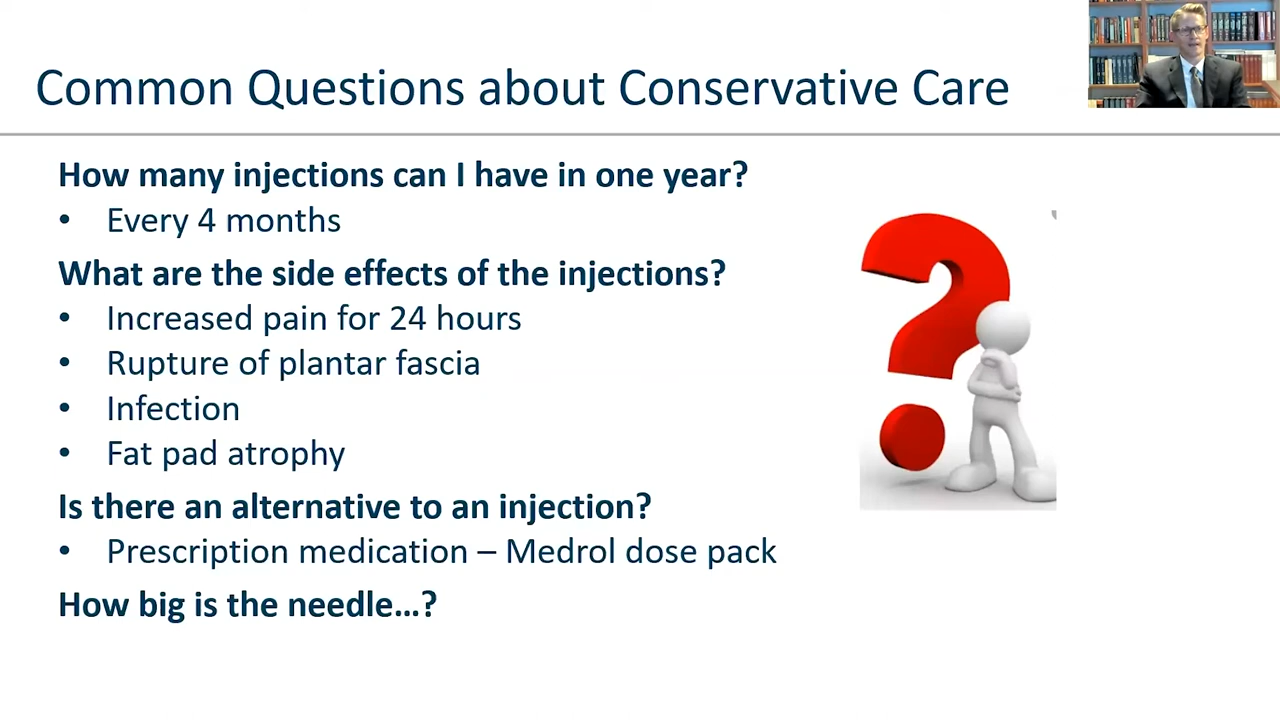 Common Questions about Conservative Care
How many injections can I have in one year?
• Every 4 months
What are the side effects of the injections?
• Increased pain for 24 hours
• Rupture of plantar fascia
• Infection
• Fat pad atrophy
Is there an alternative to an injection?
• Prescription medication – Medrol dose pack
How big is the needle…?